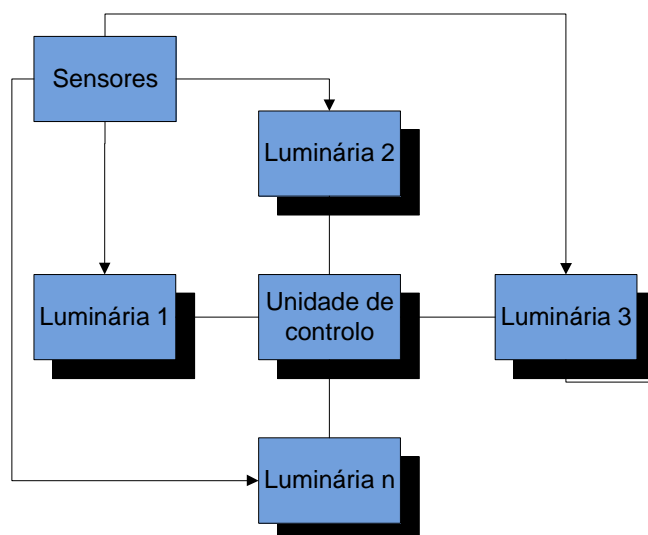 Sensores
Luminária 2
Luminária 1
Unidade de
controlo
Luminária 3
Luminária n